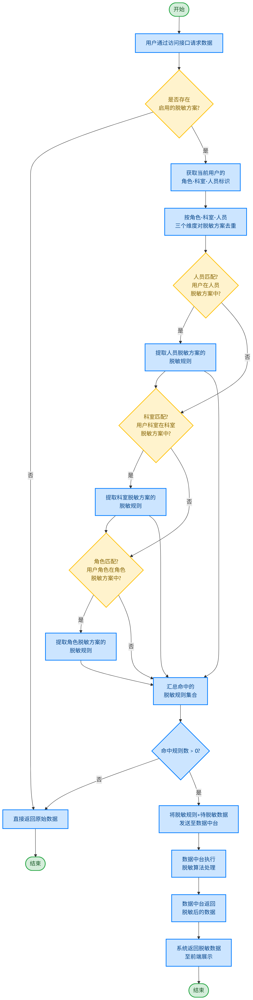 开始
用户通过访问接口请求数据
是否存在
启用的脱敏方案?
是
获取当前用户的
角色·科室·人员标识
按角色·科室·人员
三个维度对脱敏方案去重
人员匹配?
用户在人员
脱敏方案中?
是
提取人员脱敏方案的
脱敏规则
否
科室匹配?
用户科室在科室
脱敏方案中?
否
是
提取科室脱敏方案的
脱敏规则
否
角色匹配?
用户角色在角色
脱敏方案中?
是
提取角色脱敏方案的
脱敏规则
否
汇总命中的
脱敏规则集合
命中规则数 > 0?
否
是
直接返回原始数据
将脱敏规则+待脱敏数据
发送至数据中台
结束
数据中台执行
脱敏算法处理
数据中台返回
脱敏后的数据
系统返回脱敏数据
至前端展示
结束